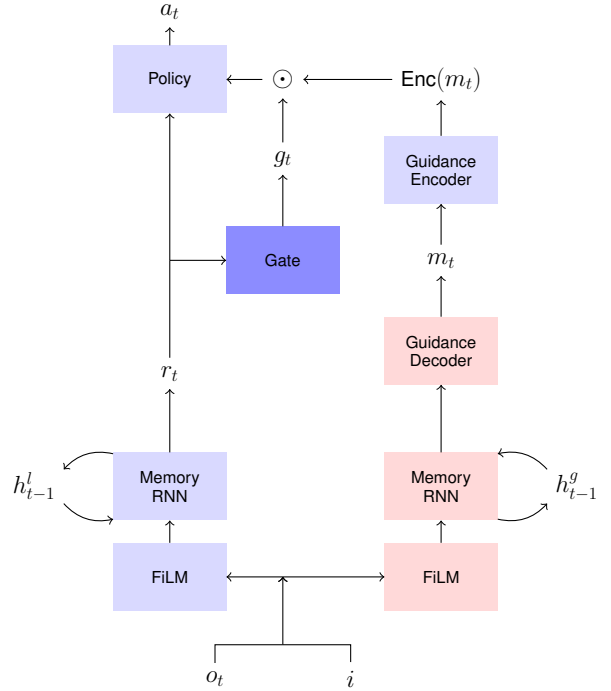 a_t
Policy
⊙
Enc(m_t)
g_t
Guidance
Encoder
Gate
m_t
Guidance
Decoder
r_t
h^l_{t-1}
Memory
RNN
Memory
RNN
h^g_{t-1}
FiLM
FiLM
o_t
i